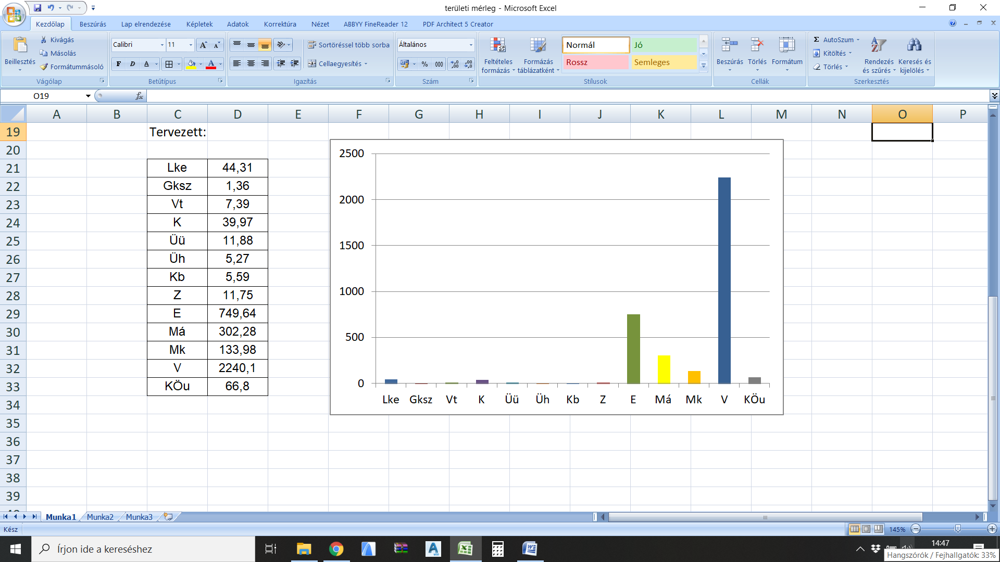 területi mérleg - Microsoft Excel
Kezdőlap Beszúrás Lap elrendezése Képletek Adatok Korrektúra Nézet ABBYY FineReader 12 PDF Architect 5 Creator
Beillesztés
Kivágás
Másolás
Formátummásoló
Vágólap
Calibri 11
F D A
Betűtípus
Sortöréssel több sorba
Cellaegyesítés
Igazítás
Általános
% 000
Szám
Feltételes formázás
Formázás táblázatként
Normál Jó
Rossz Semleges
Stílusok
Beszúrás Törlés Formátum
Cellák
Σ AutoSzum
Kitöltés
Törlés
Rendezés és szűrés
Keresés és kijelölés
Szerkesztés
O19 fx
A B C D E F G H I J K L M N O P
19 Tervezett:
20
21 Lke 44,31
22 Gksz 1,36
23 Vt 7,39
24 K 39,97
25 Üü 11,88
26 Üh 5,27
27 Kb 5,59
28 Z 11,75
29 E 749,64
30 Má 302,28
31 Mk 133,98
32 V 2240,1
33 KÖu 66,8
34
35
36
37
38
39
2500
2000
1500
1000
500
0
Lke Gksz Vt K Üü Üh Kb Z E Má Mk V KÖu
Munka1 Munka2 Munka3
Kész 145%
Írjon ide a kereséshez
14:47
Hangszórók / Fejhallgatók: 33%